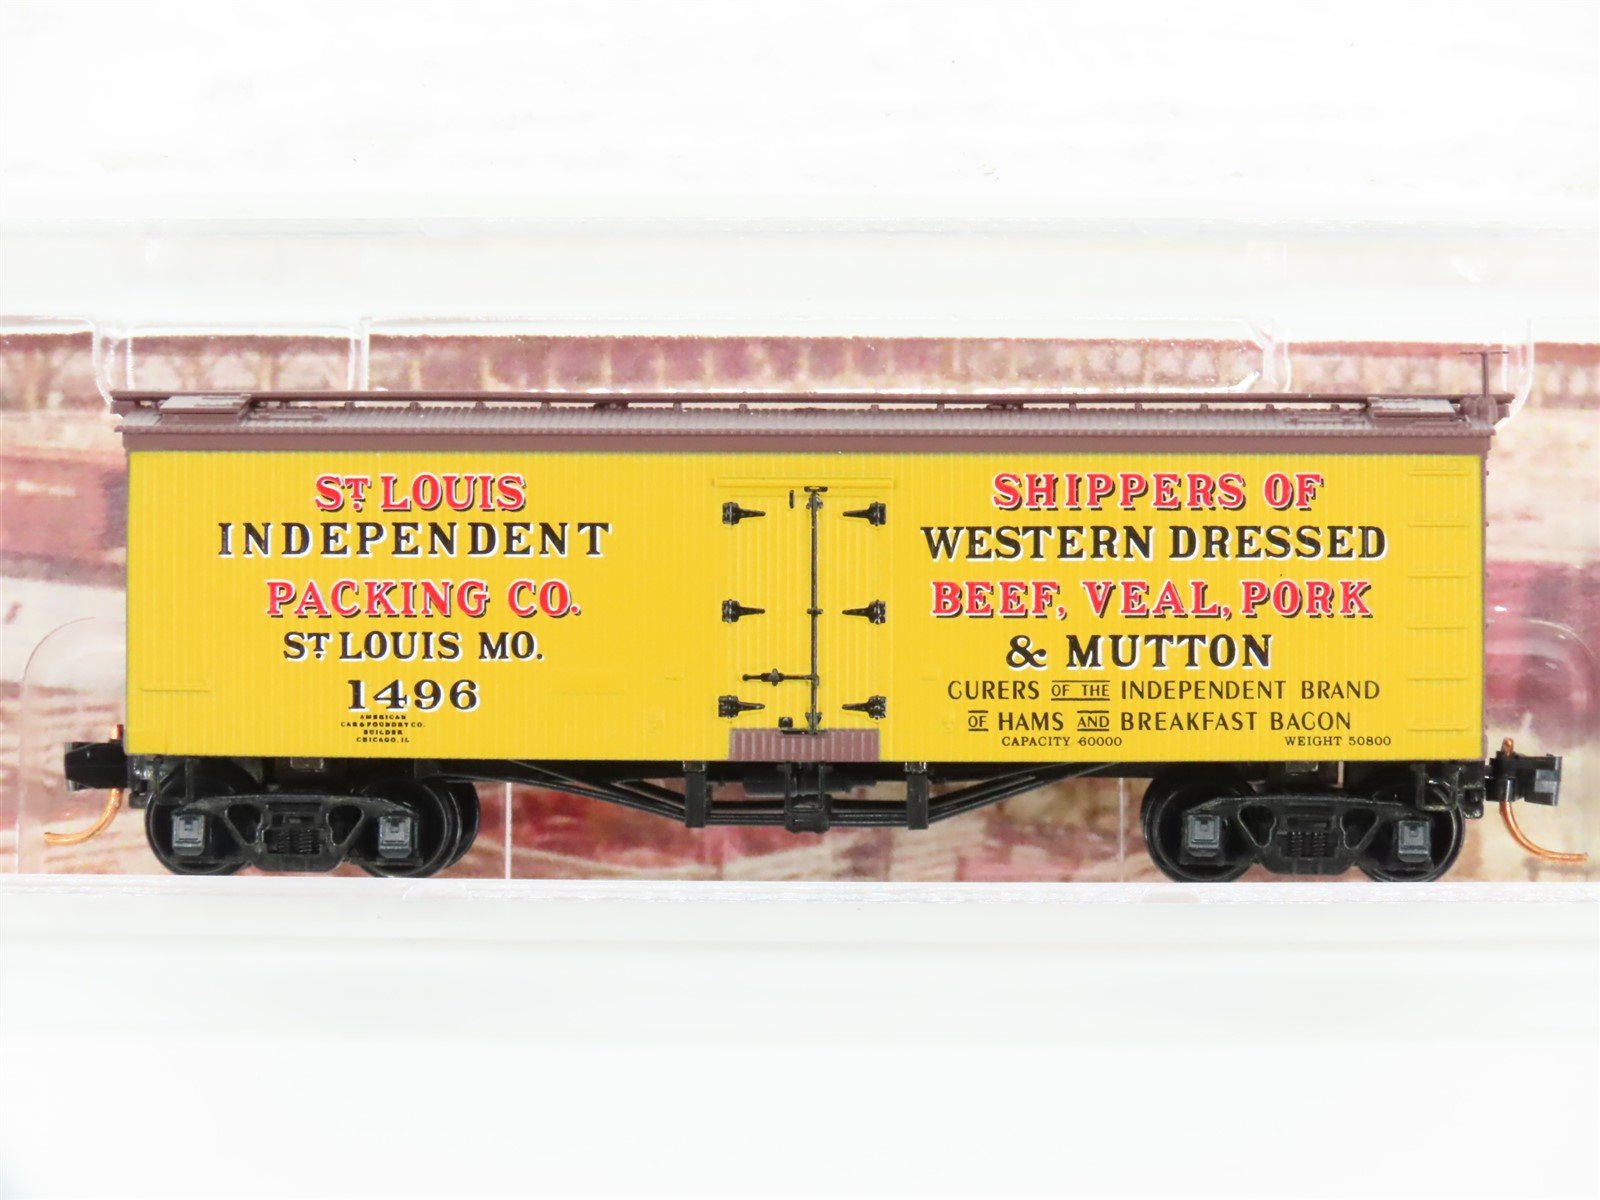 ST. LOUIS
INDEPENDENT
PACKING CO.
ST. LOUIS MO.
1496
AMERICAN
CAR & FOUNDRY CO.
BUILDER
CHICAGO, IL
SHIPPERS OF
WESTERN DRESSED
BEEF, VEAL, PORK
& MUTTON
CURERS OF THE INDEPENDENT BRAND
OF HAMS AND BREAKFAST BACON
CAPACITY 60000 WEIGHT 50800